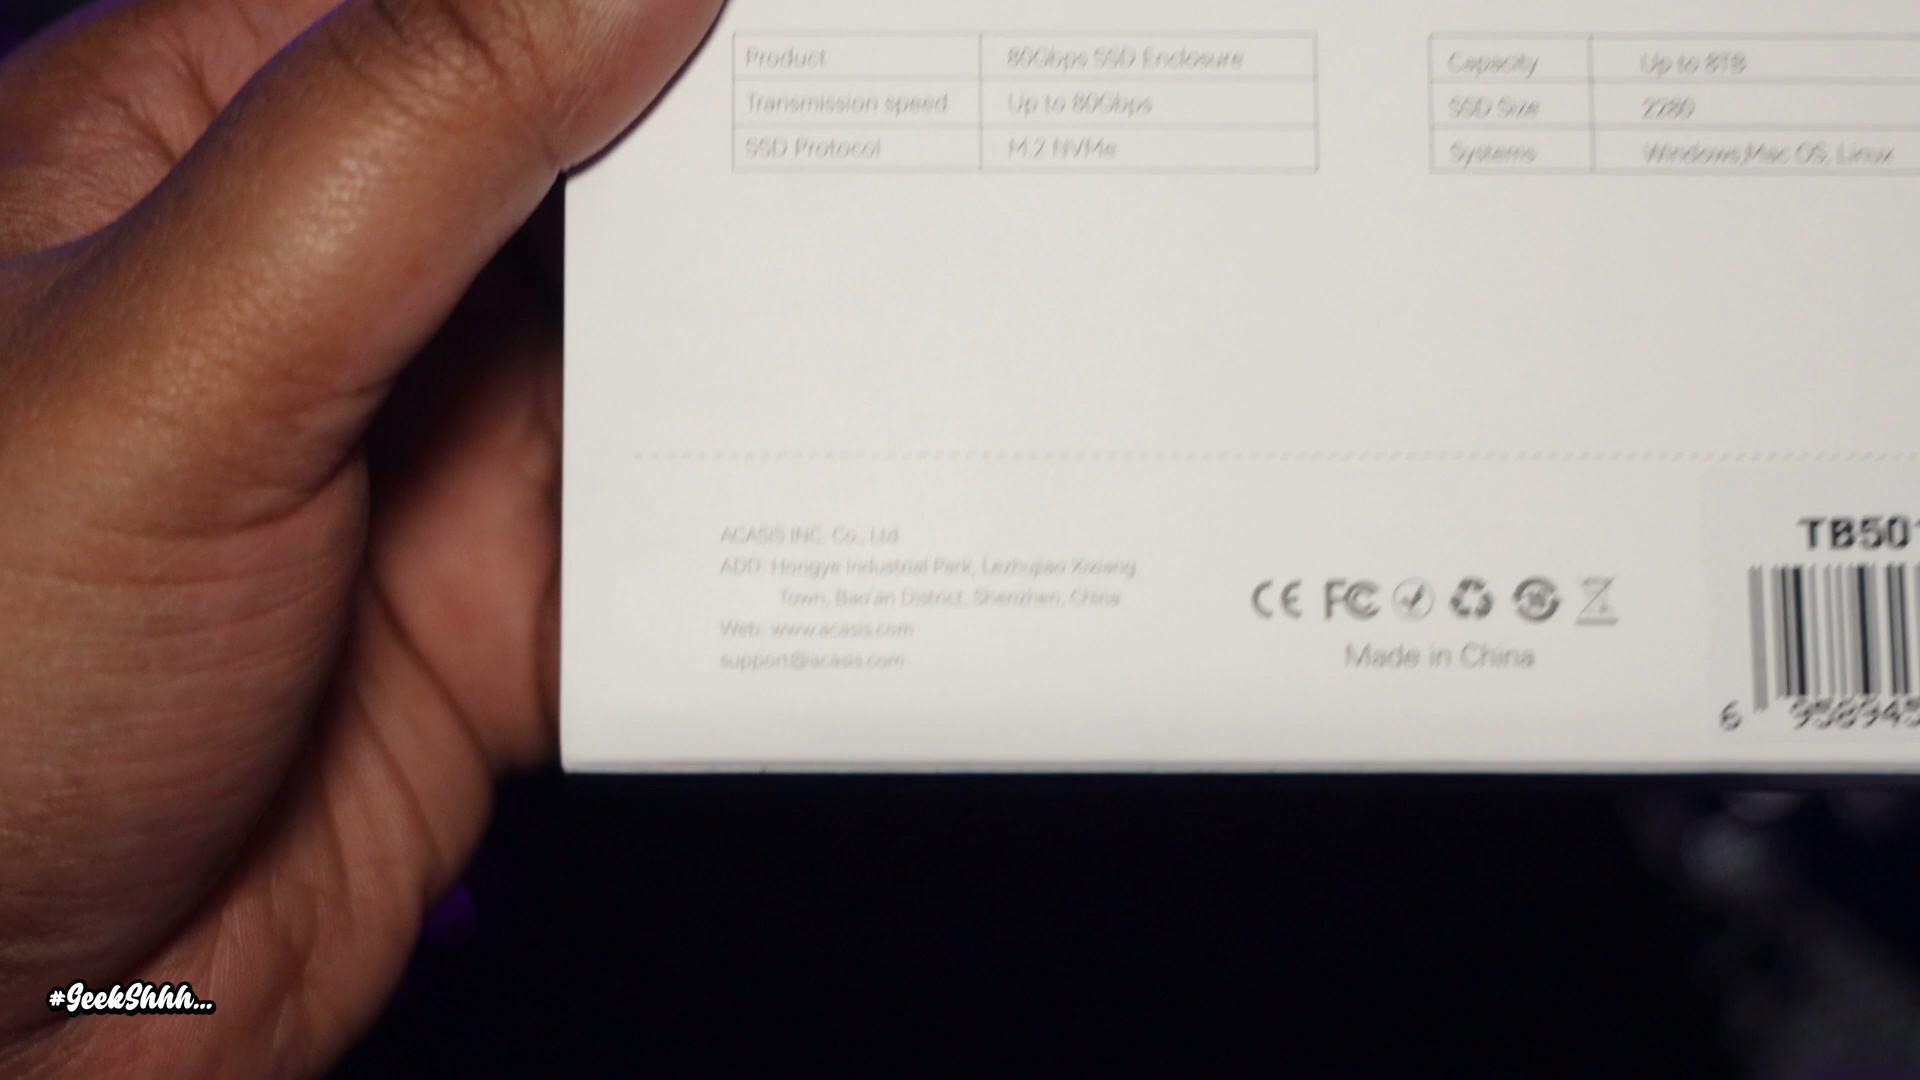 Product 80Gbps SSD Enclosure
Transmission speed Up to 80Gbps
SSD Protocol M.2 NVMe
Capacity Up to 8TB
SSD Size 2280
Systems Windows,Mac OS, Linux
ACASIS INC. Co., Ltd
ADD: Hongye Industrial Park, Lezhujiao Xixiang
Town, Bao'an District, Shenzhen, China
Web: www.acasis.com
support@acasis.com
CE FC
Made in China
TB501
6 958945
#GeekShhh...